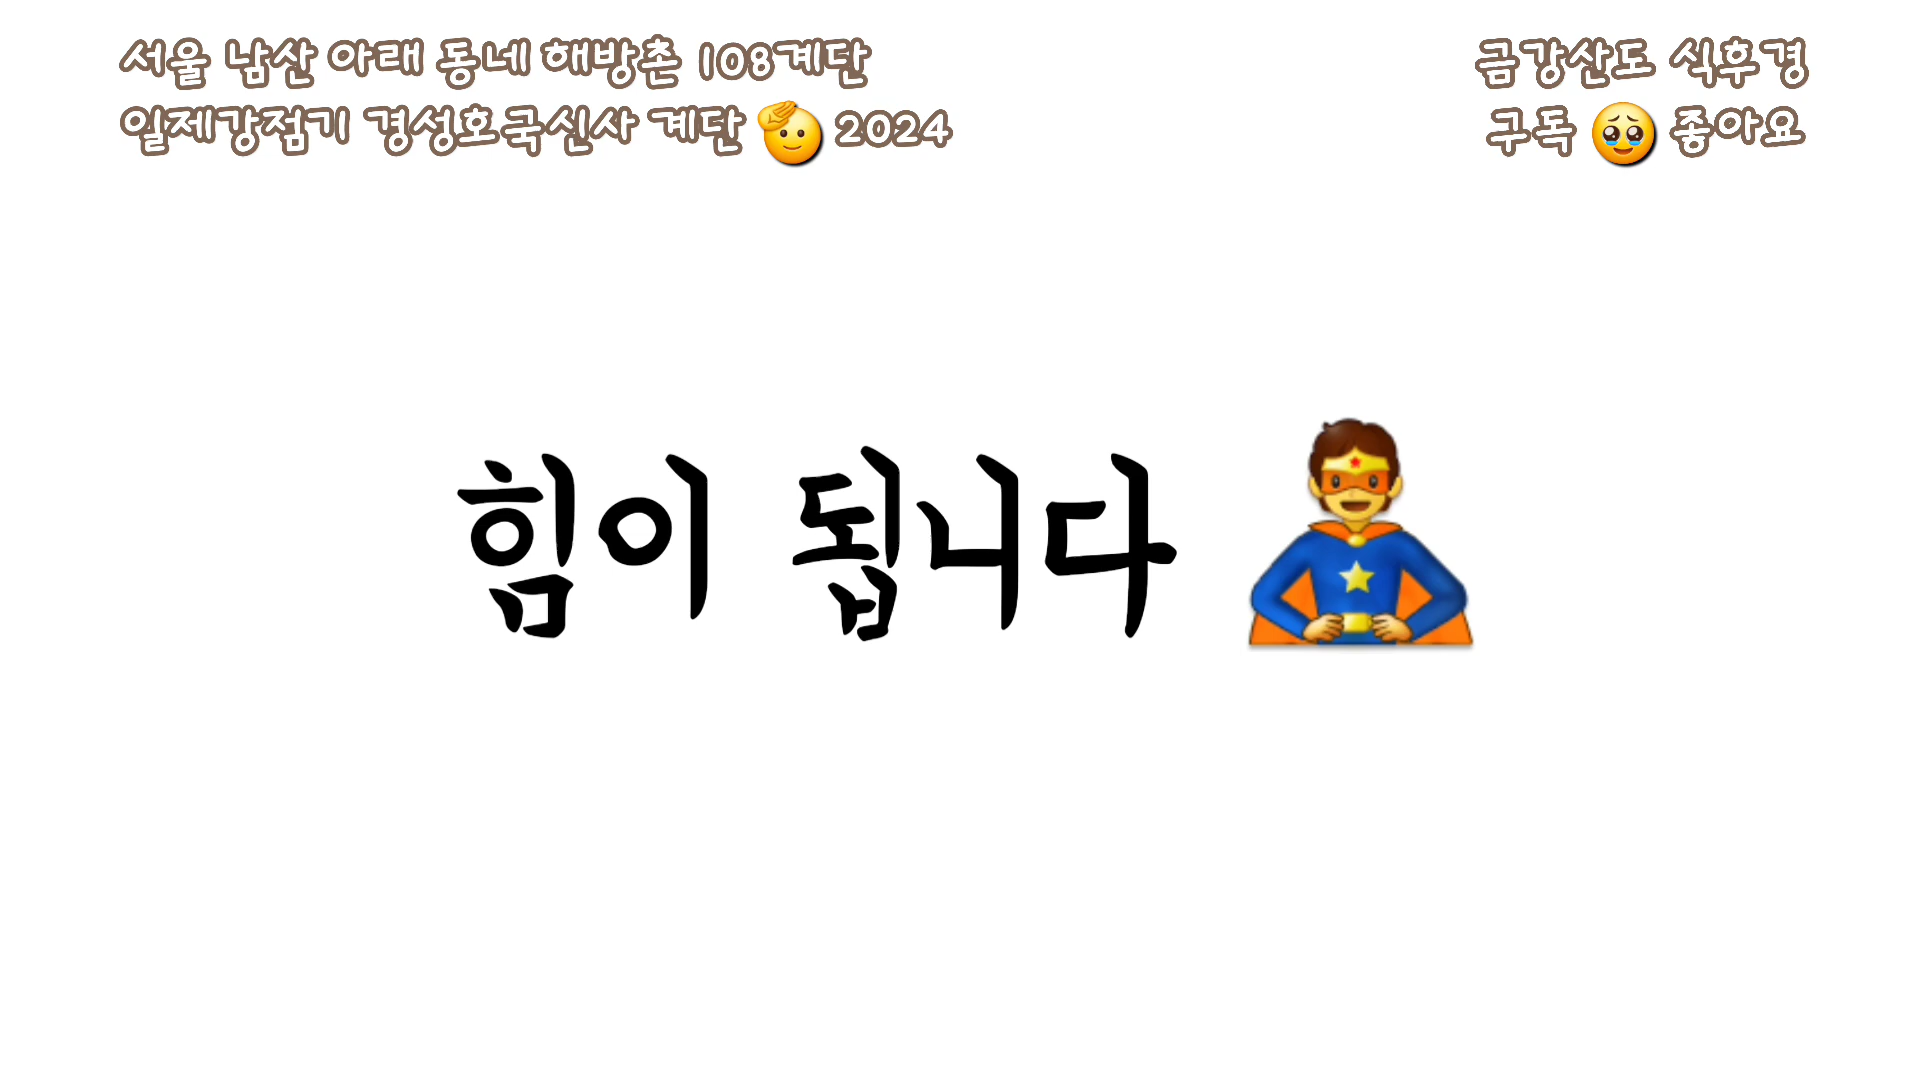 서울 남산 아래 동네 해방촌 108계단
일제강점기 경성호국신사 계단 🫡 2024
금강산도 식후경
구독 🥹 좋아요
힘이 됩니다 🦸